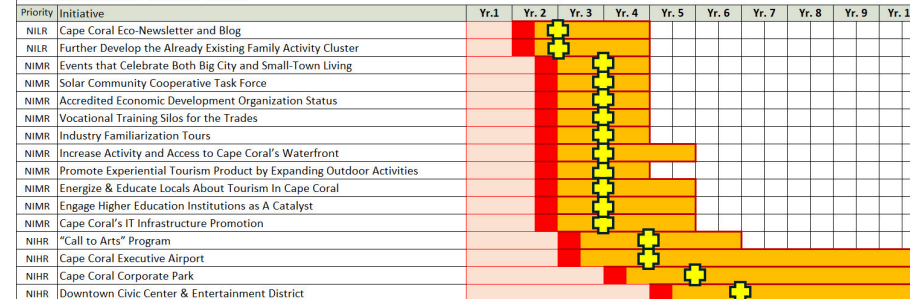 Priority Initiative Yr.1 Yr. 2 Yr. 3 Yr. 4 Yr. 5 Yr. 6 Yr. 7 Yr. 8 Yr. 9 Yr. 1
NILR Cape Coral Eco-Newsletter and Blog
NILR Further Develop the Already Existing Family Activity Cluster
NIMR Events that Celebrate Both Big City and Small-Town Living
NIMR Solar Community Cooperative Task Force
NIMR Accredited Economic Development Organization Status
NIMR Vocational Training Silos for the Trades
NIMR Industry Familiarization Tours
NIMR Increase Activity and Access to Cape Coral's Waterfront
NIMR Promote Experiential Tourism Product by Expanding Outdoor Activities
NIMR Energize & Educate Locals About Tourism In Cape Coral
NIMR Engage Higher Education Institutions as A Catalyst
NIMR Cape Coral's IT Infrastructure Promotion
NIHR "Call to Arts" Program
NIHR Cape Coral Executive Airport
NIHR Cape Coral Corporate Park
NIHR Downtown Civic Center & Entertainment District